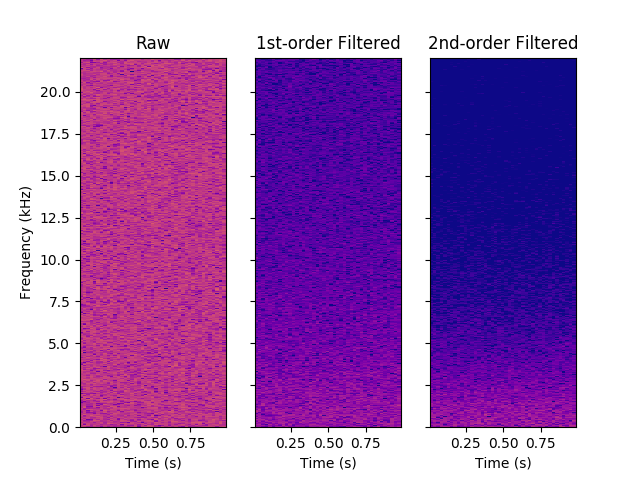 Raw
1st-order Filtered
2nd-order Filtered
Frequency (kHz)
20.0
17.5
15.0
12.5
10.0
7.5
5.0
2.5
0.0
0.25 0.50 0.75
0.25 0.50 0.75
0.25 0.50 0.75
Time (s)
Time (s)
Time (s)